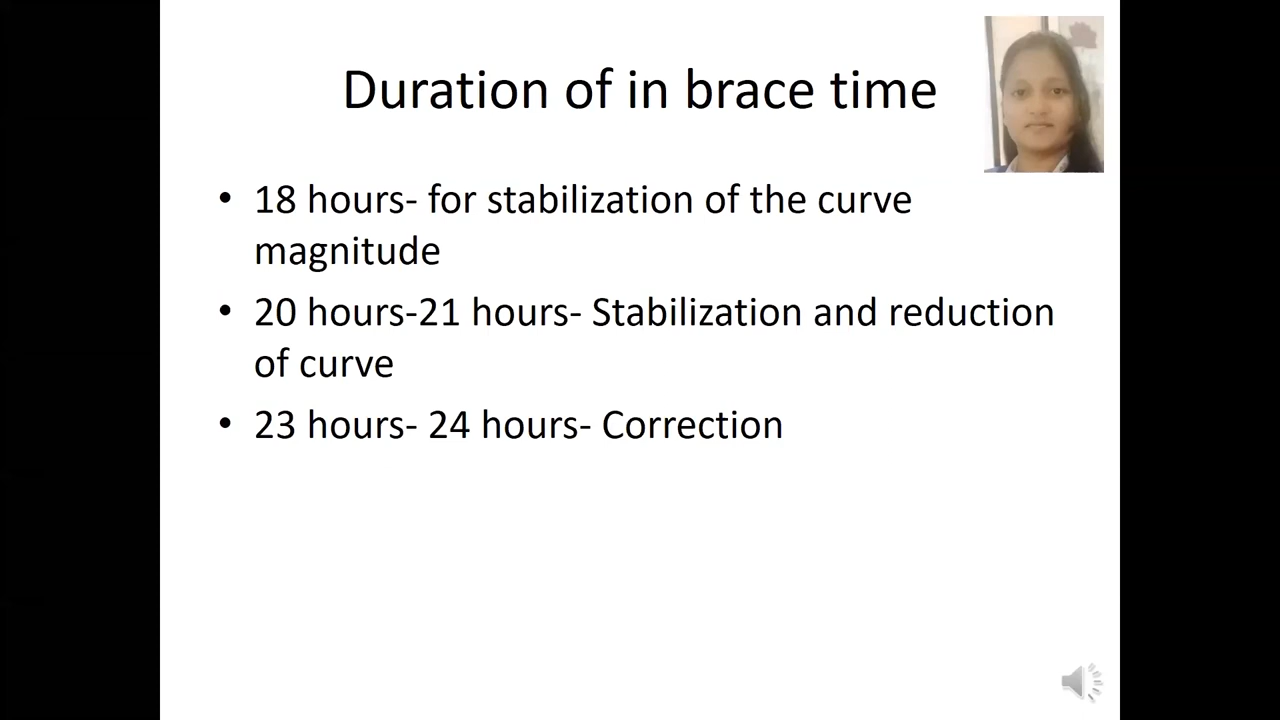 Duration of in brace time
• 18 hours- for stabilization of the curve
magnitude
• 20 hours-21 hours- Stabilization and reduction
of curve
• 23 hours- 24 hours- Correction